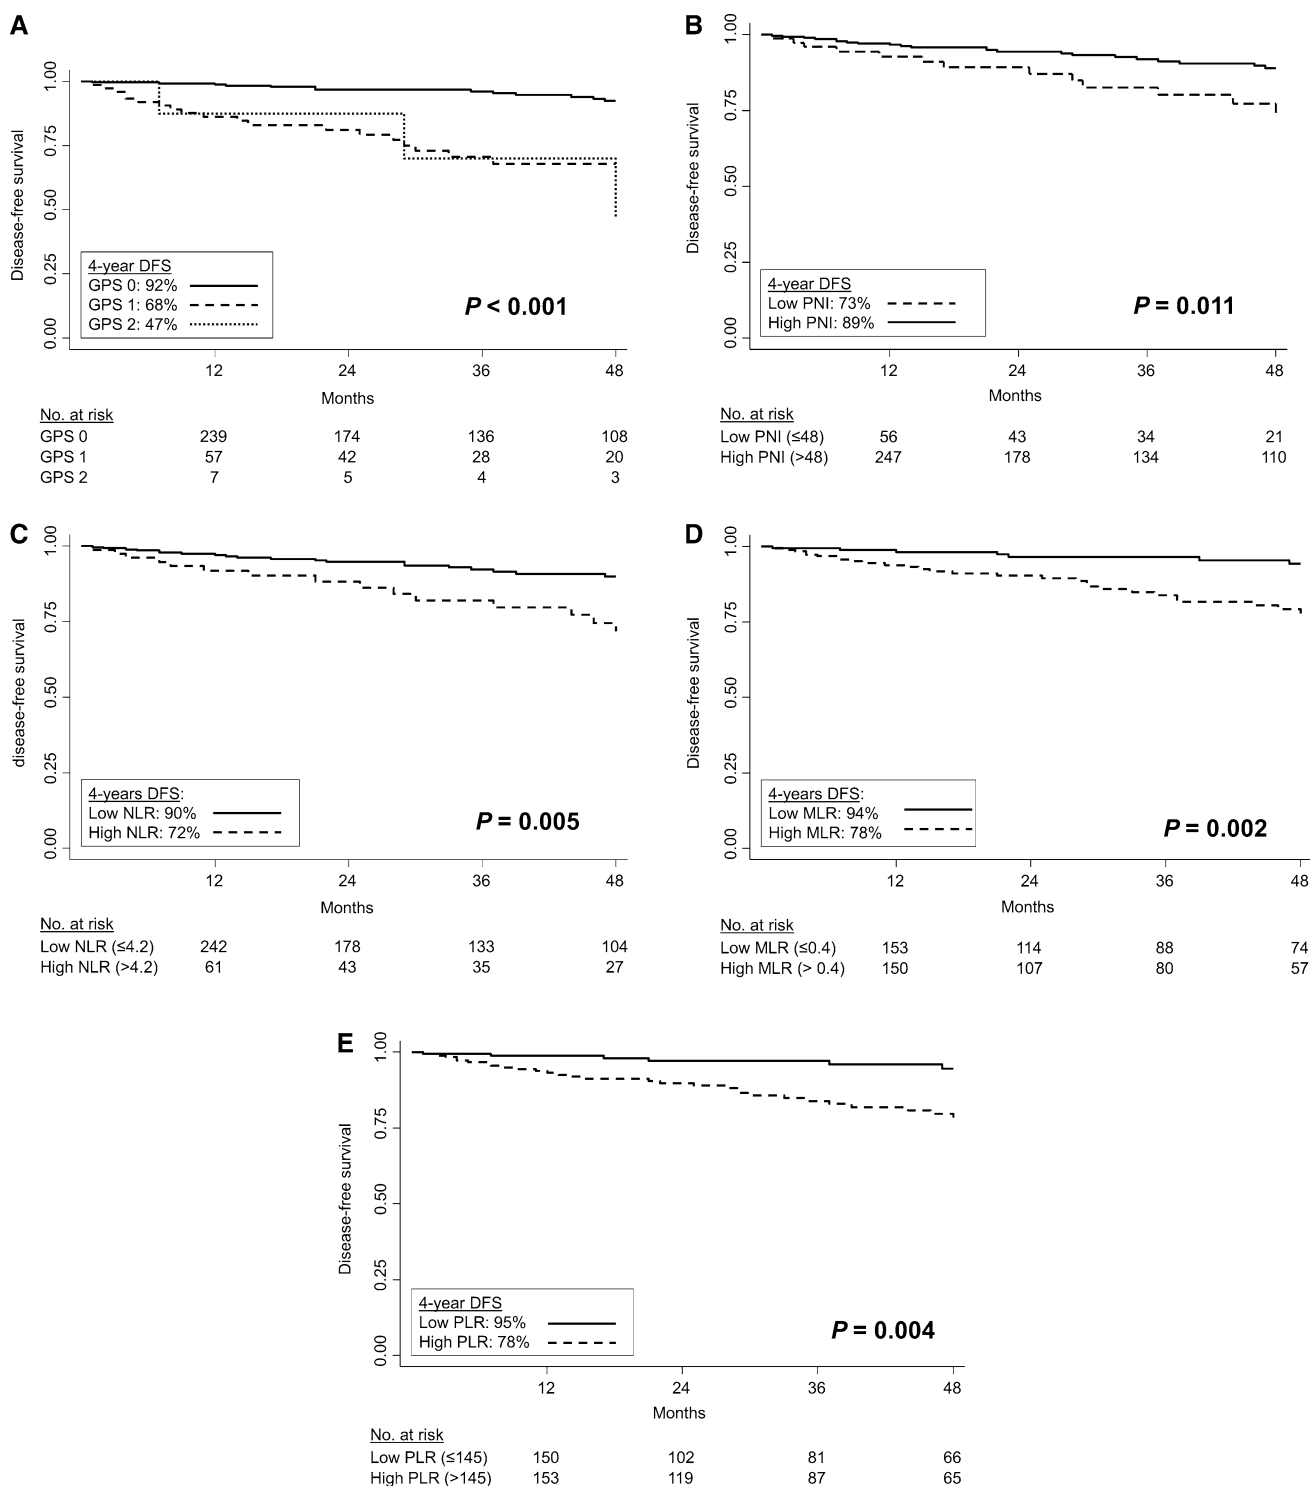 A
Disease-free survival
1.00
0.75
0.50
0.25
0.00
4-year DFS
GPS 0: 92%
GPS 1: 68%
GPS 2: 47%
P < 0.001
12 24 36 48
Months
No. at risk
GPS 0 239 174 136 108
GPS 1 57 42 28 20
GPS 2 7 5 4 3
B
Disease-free survival
1.00
0.75
0.50
0.25
0.00
4-year DFS
Low PNI: 73%
High PNI: 89%
P = 0.011
12 24 36 48
Months
No. at risk
Low PNI (≤48) 56 43 34 21
High PNI (>48) 247 178 134 110
C
disease-free survival
1.00
0.75
0.50
0.25
0.00
4-years DFS:
Low NLR: 90%
High NLR: 72%
P = 0.005
12 24 36 48
Months
No. at risk
Low NLR (≤4.2) 242 178 133 104
High NLR (>4.2) 61 43 35 27
D
Disease-free survival
1.00
0.75
0.50
0.25
0.00
4-years DFS:
Low MLR: 94%
High MLR: 78%
P = 0.002
12 24 36 48
Months
No. at risk
Low MLR (≤0.4) 153 114 88 74
High MLR (> 0.4) 150 107 80 57
E
Disease-free survival
1.00
0.75
0.50
0.25
0.00
4-year DFS
Low PLR: 95%
High PLR: 78%
P = 0.004
12 24 36 48
Months
No. at risk
Low PLR (≤145) 150 102 81 66
High PLR (>145) 153 119 87 65